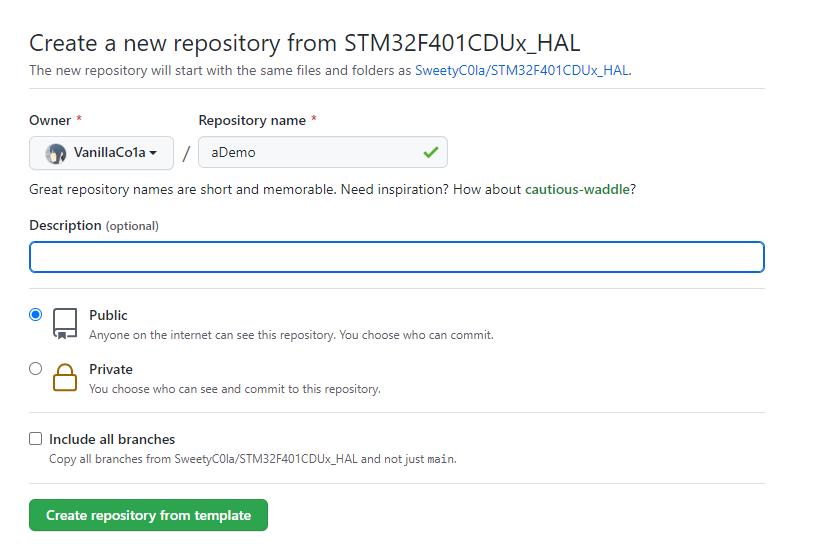 Create a new repository from STM32F401CDUx_HAL
The new repository will start with the same files and folders as SweetyC0la/STM32F401CDUx_HAL.
Owner * Repository name *
VanillaCo1a / aDemo
Great repository names are short and memorable. Need inspiration? How about cautious-waddle?
Description (optional)
Public
Anyone on the internet can see this repository. You choose who can commit.
Private
You choose who can see and commit to this repository.
Include all branches
Copy all branches from SweetyC0la/STM32F401CDUx_HAL and not just main.
Create repository from template